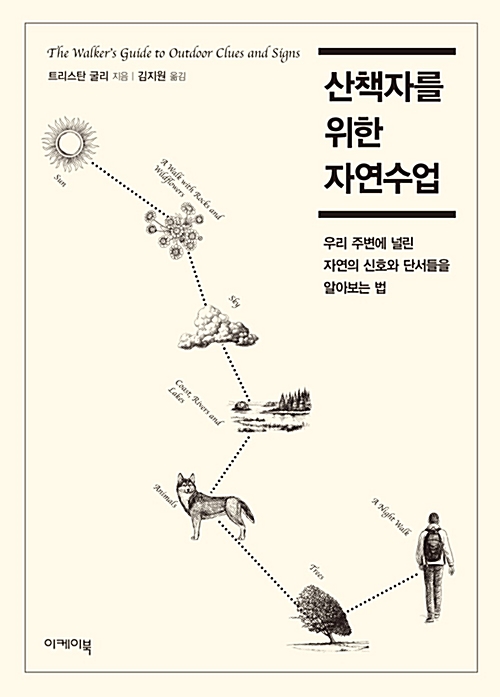 The Walker's Guide to Outdoor Clues and Signs
트리스탄 굴리 지음 | 김지원 옮김
산책자를
위한
자연수업
우리 주변에 널린
자연의 신호와 단서들을
알아보는 법
Sun
A Walk with Rocks and
Wildflowers
Sky
Coast, Rivers and
Lakes
Animals
A Night Walk
Trees
이케이북